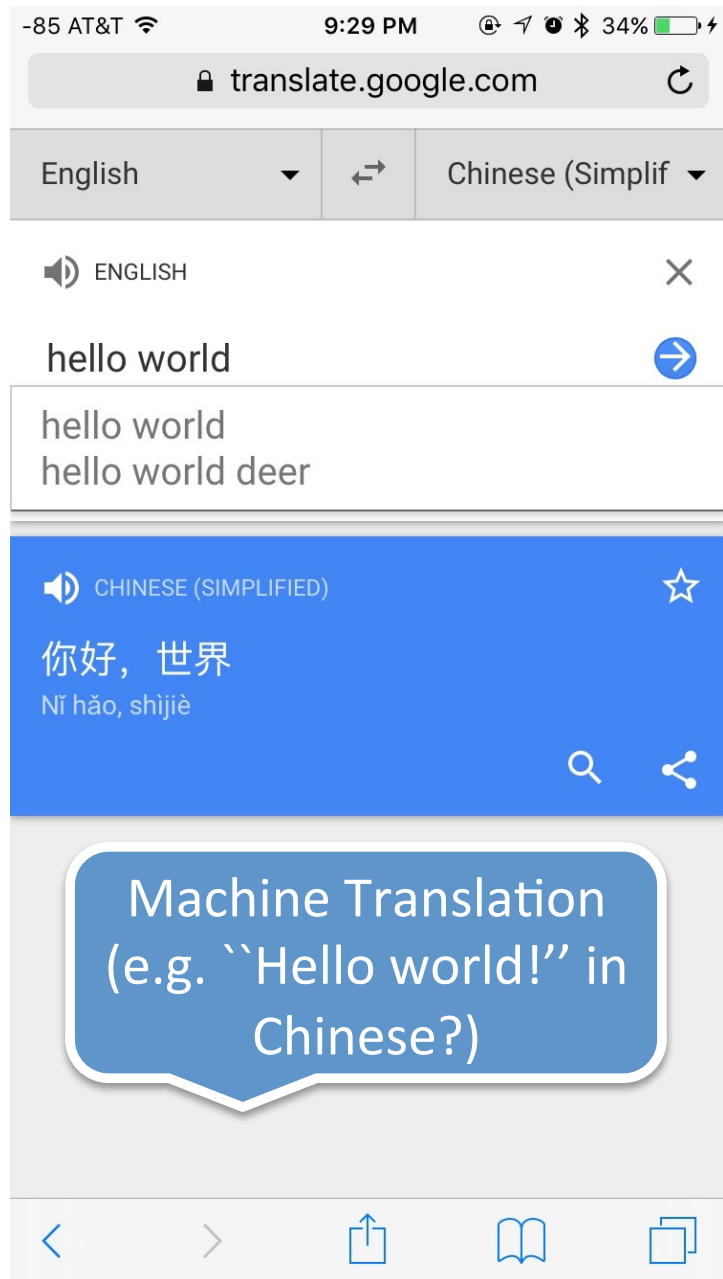 -85 AT&T 9:29 PM 34%
translate.google.com
English Chinese (Simplif
ENGLISH
hello world
hello world
hello world deer
CHINESE (SIMPLIFIED)
你好，世界
Nǐ hǎo, shìjiè
Machine Translation
(e.g. ``Hello world!’’ in
Chinese?)